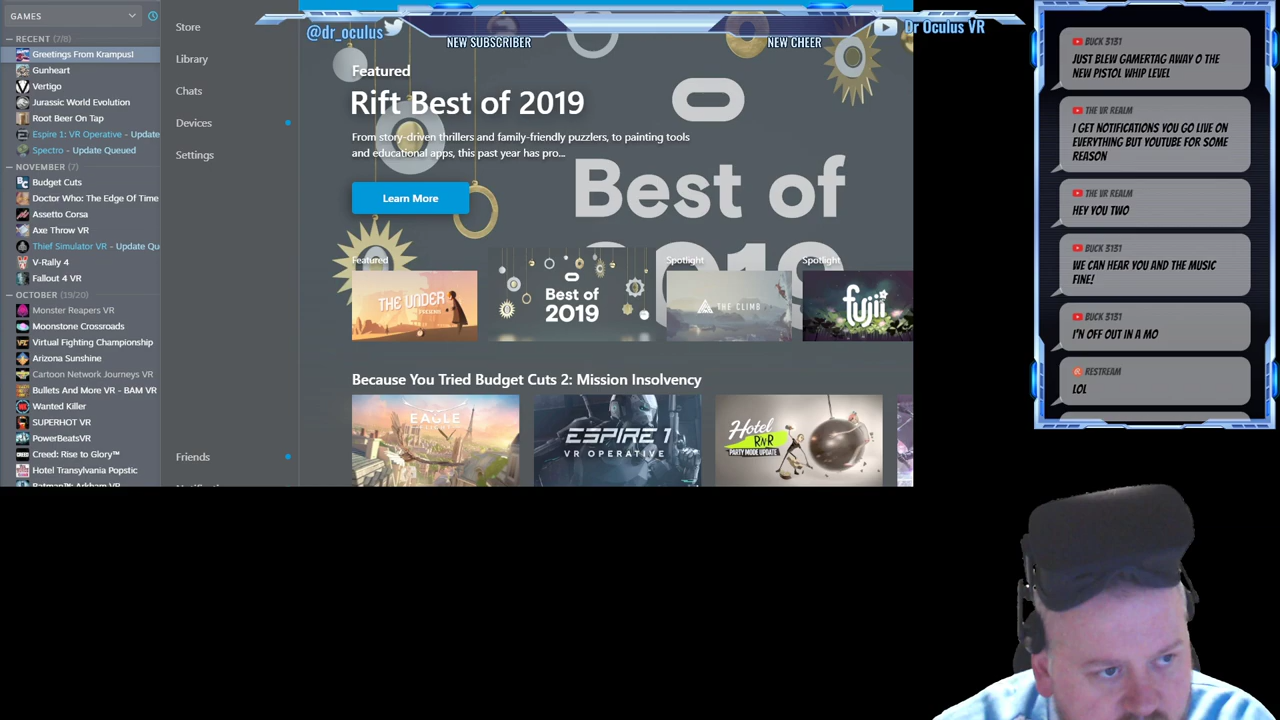 GAMES
RECENT (7/8)
Greetings From Krampus!
Gunheart
Vertigo
Jurassic World Evolution
Root Beer On Tap
Espire 1: VR Operative - Update
Spectro - Update Queued
NOVEMBER (7)
Budget Cuts
Doctor Who: The Edge Of Time
Assetto Corsa
Axe Throw VR
Thief Simulator VR - Update Qu
V-Rally 4
Fallout 4 VR
OCTOBER (19/20)
Monster Reapers VR
Moonstone Crossroads
Virtual Fighting Championship
Arizona Sunshine
Cartoon Network Journeys VR
Bullets And More VR - BAM VR
Wanted Killer
SUPERHOT VR
PowerBeatsVR
Creed: Rise to Glory™
Hotel Transylvania Popstic
Batman™: Arkham VR
Store
Library
Chats
Devices
Settings
Friends
@dr_oculus
NEW SUBSCRIBER
NEW CHEER
Dr Oculus VR
Featured
Rift Best of 2019
From story-driven thrillers and family-friendly puzzlers, to painting tools
and educational apps, this past year has pro...
Learn More
Best of
2019
Featured
THE UNDER
Best of
2019
Spotlight
THE CLIMB
Spotlight
fujii
Because You Tried Budget Cuts 2: Mission Insolvency
EAGLE
ESPIRE 1
VR OPERATIVE
Hotel
RNR
PARTY MODE UPDATE
BUCK 3131
JUST BLEW GAMERTAG AWAY O THE
NEW PISTOL WHIP LEVEL
THE VR REALM
I GET NOTIFICATIONS YOU GO LIVE ON
EVERYTHING BUT YOUTUBE FOR SOME
REASON
THE VR REALM
HEY YOU TWO
BUCK 3131
WE CAN HEAR YOU AND THE MUSIC
FINE!
BUCK 3131
I'N OFF OUT IN A MO
RESTREAM
LOL